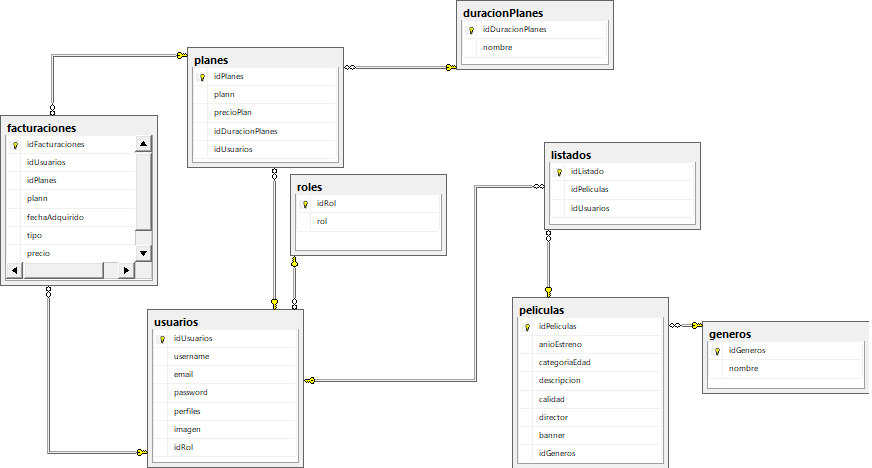 duracionPlanes
idDuracionPlanes
nombre
planes
idPlanes
plann
precioPlan
idDuracionPlanes
idUsuarios
facturaciones
idFacturaciones
idUsuarios
idPlanes
plann
fechaAdquirido
tipo
precio
listados
idListado
idPeliculas
idUsuarios
roles
idRol
rol
usuarios
idUsuarios
username
email
password
perfiles
imagen
idRol
peliculas
idPeliculas
anioEstreno
categoriaEdad
descripcion
calidad
director
banner
idGeneros
generos
idGeneros
nombre